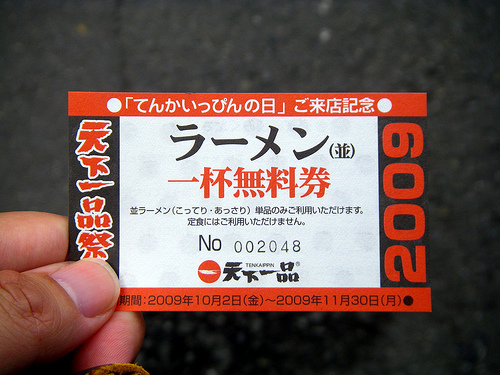 ●「てんかいっぴんの日」ご来店記念●
天下一品祭
ラーメン(並)
一杯無料券
並ラーメン(こってり・あっさり)単品のみご利用いただけます。
定食にはご利用いただけません。
No 002048
TENKAIPPIN
天下一品®
2009
期間:2009年10月2日(金)~2009年11月30日(月)●